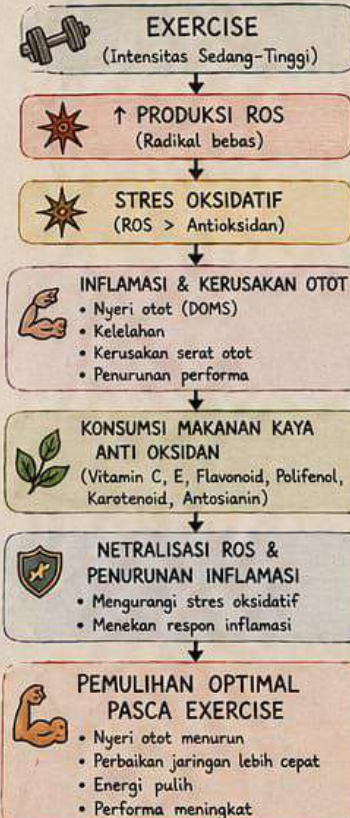 EXERCISE
(Intensitas Sedang-Tinggi)
↑ PRODUKSI ROS
(Radikal bebas)
STRES OKSIDATIF
(ROS > Antioksidan)
INFLAMASI & KERUSAKAN OTOT
• Nyeri otot (DOMS)
• Kelelahan
• Kerusakan serat otot
• Penurunan performa
KONSUMSI MAKANAN KAYA
ANTI OKSIDAN
(Vitamin C, E, Flavonoid, Polifenol,
Karotenoid, Antosianin)
NETRALISASI ROS &
PENURUNAN INFLAMASI
• Mengurangi stres oksidatif
• Menekan respon inflamasi
PEMULIHAN OPTIMAL
PASCA EXERCISE
• Nyeri otot menurun
• Perbaikan jaringan lebih cepat
• Energi pulih
• Performa meningkat